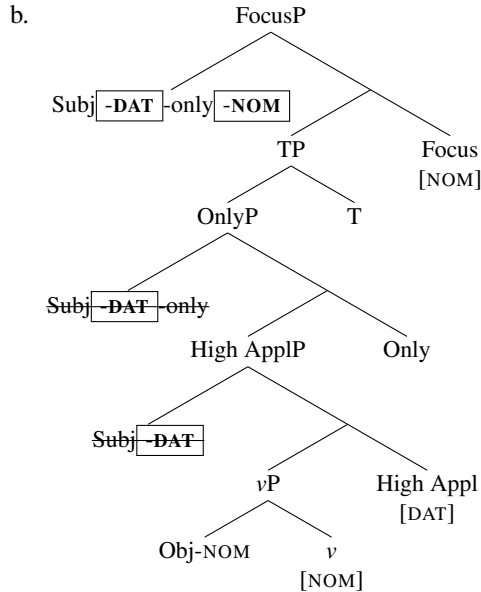 b.
FocusP
Subj -DAT -only -NOM
TP
Focus
[NOM]
OnlyP
T
Subj -DAT -only
High ApplP
Only
Subj -DAT
vP
High Appl
[DAT]
Obj-NOM
v
[NOM]